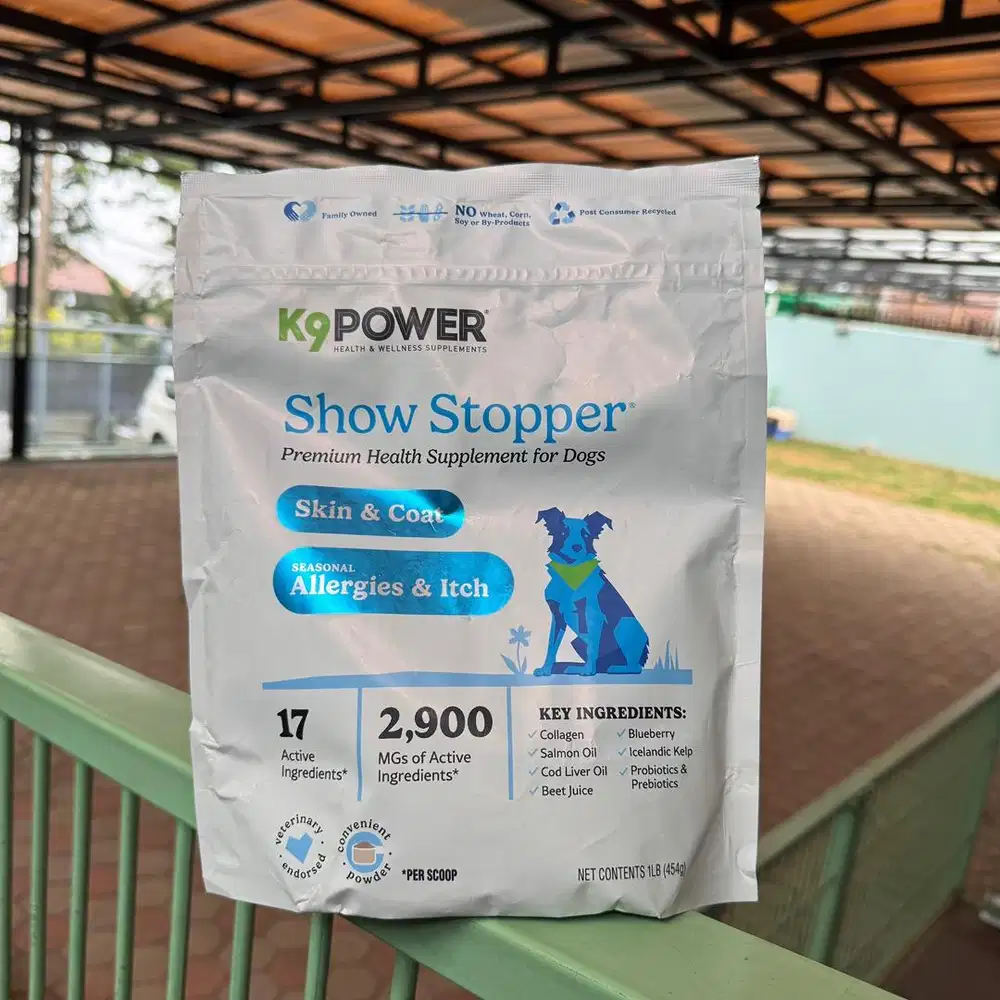 Family Owned
NO Wheat, Corn,
Soy or By-Products
Post Consumer Recycled
K9POWER®
HEALTH & WELLNESS SUPPLEMENTS
Show Stopper®
Premium Health Supplement for Dogs
Skin & Coat
SEASONAL
Allergies & Itch
17
Active
Ingredients*
2,900
MGs of Active
Ingredients*
KEY INGREDIENTS:
✓ Collagen
✓ Salmon Oil
✓ Cod Liver Oil
✓ Beet Juice
✓ Blueberry
✓ Icelandic Kelp
✓ Probiotics &
Prebiotics
veterinary endorsed
convenient powder
*PER SCOOP
NET CONTENTS 1LB (454g)